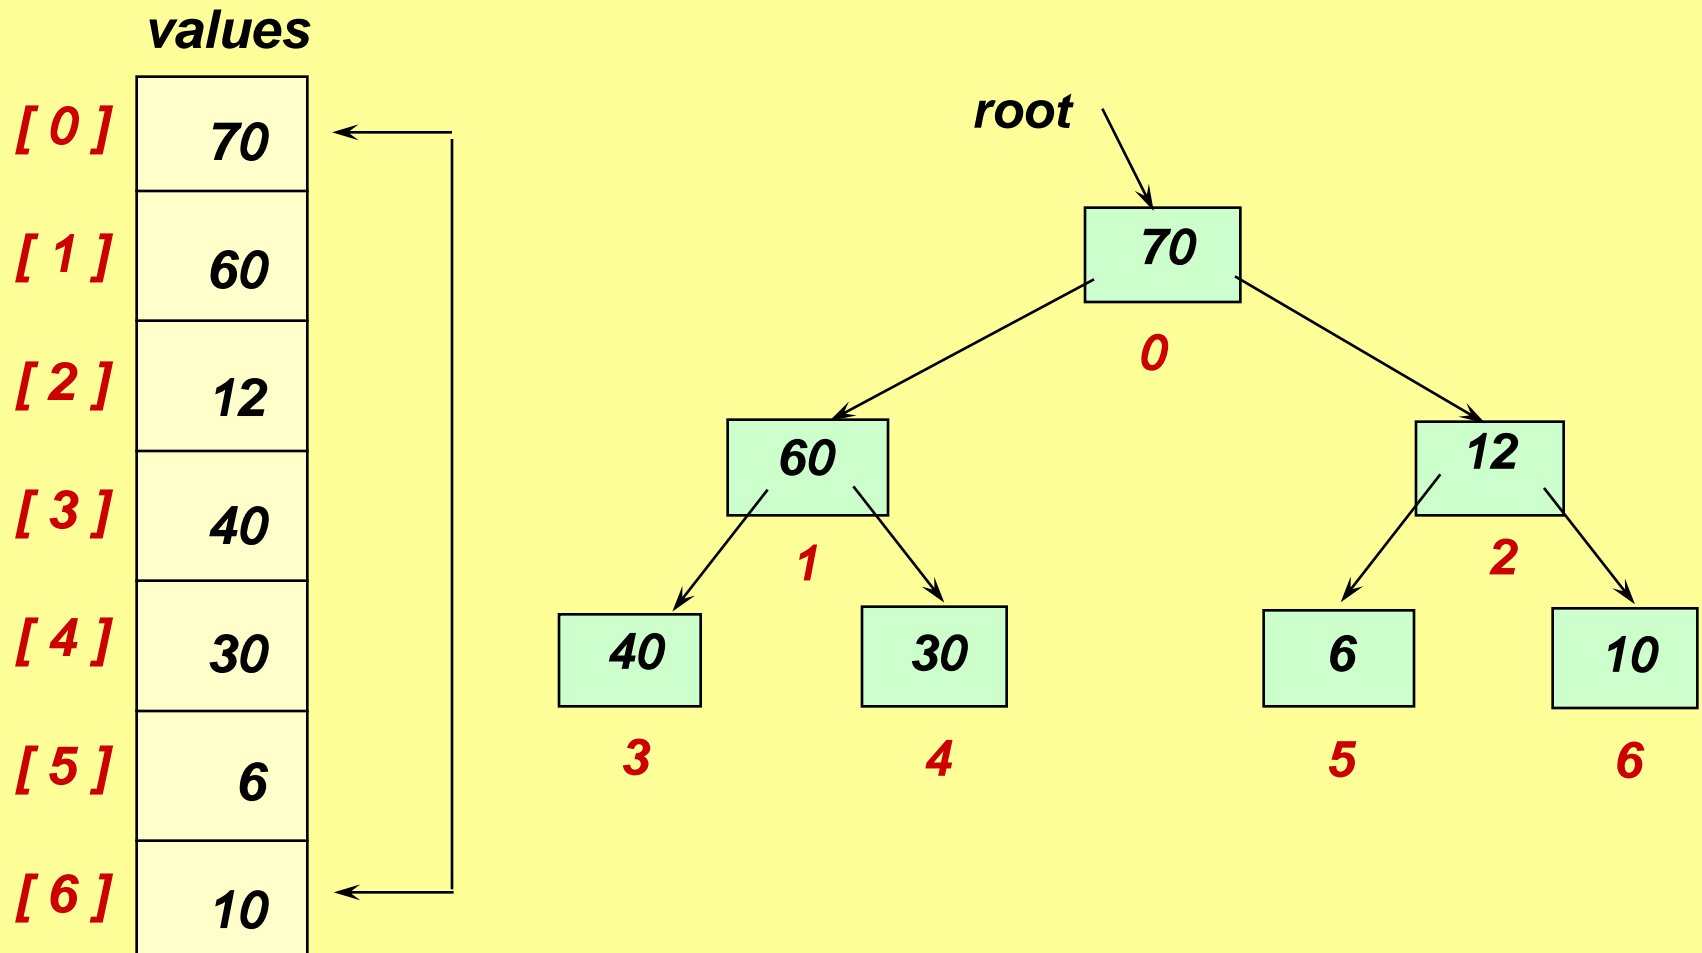 values
[ 0 ] 70
[ 1 ] 60
[ 2 ] 12
[ 3 ] 40
[ 4 ] 30
[ 5 ] 6
[ 6 ] 10
root
70
0
60 12
1 2
40 30 6 10
3 4 5 6